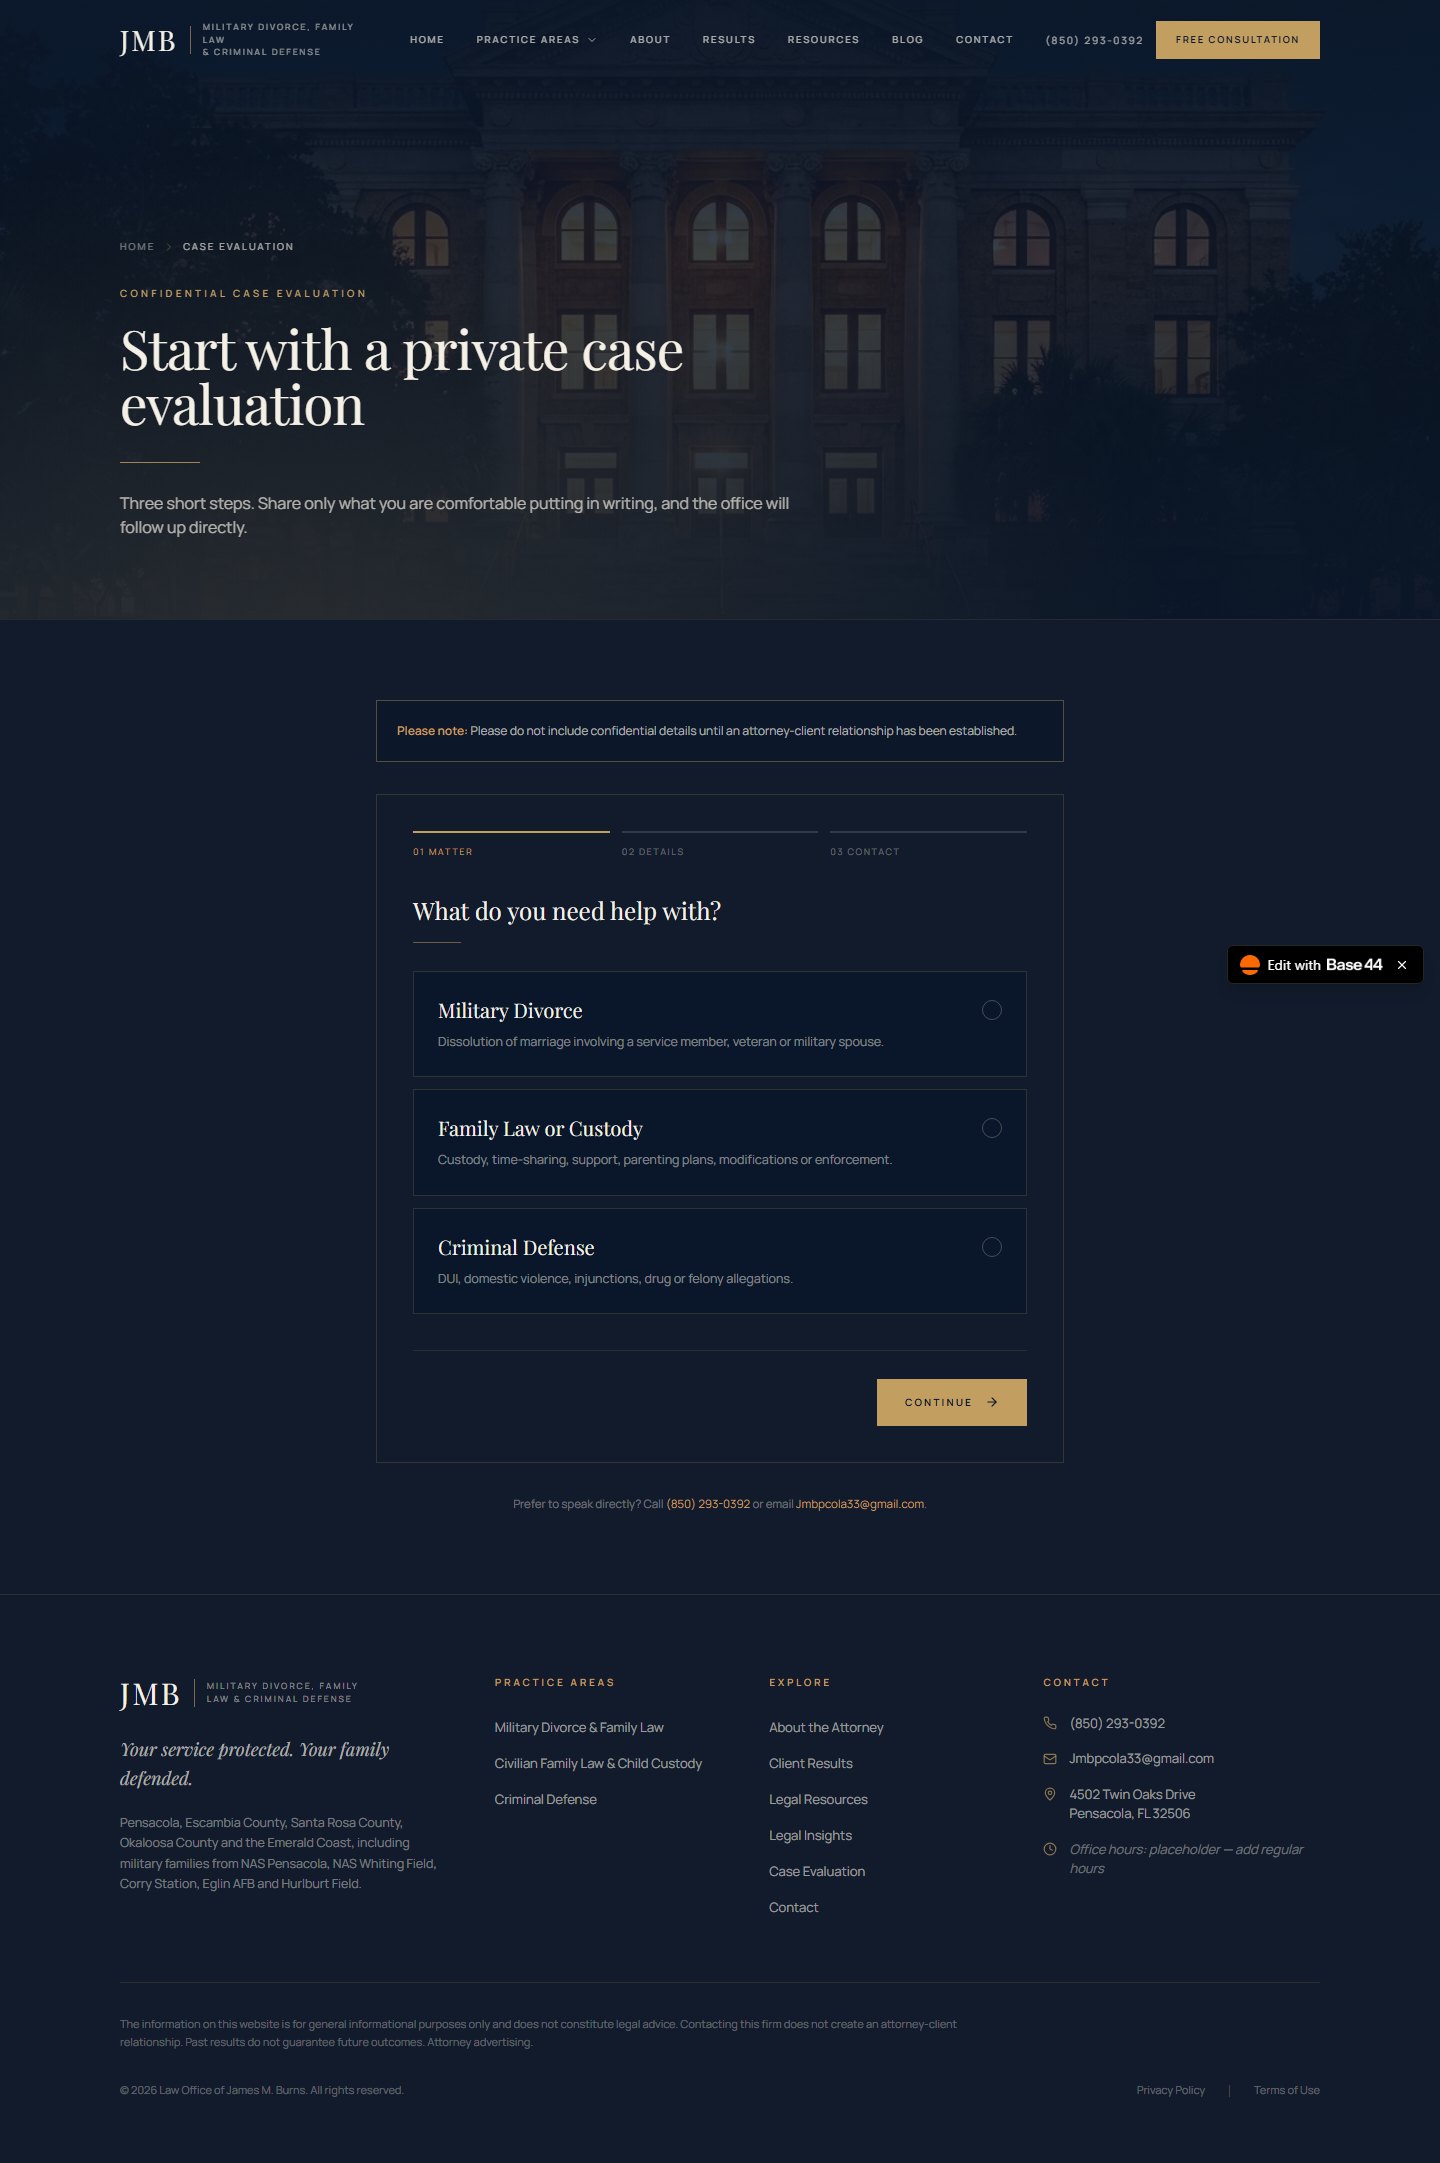 JMB
MILITARY DIVORCE, FAMILY
LAW
& CRIMINAL DEFENSE
HOME
PRACTICE AREAS
ABOUT
RESULTS
RESOURCES
BLOG
CONTACT
(850) 293-0392
FREE CONSULTATION
HOME
CASE EVALUATION
CONFIDENTIAL CASE EVALUATION
Start with a private case
evaluation
Three short steps. Share only what you are comfortable putting in writing, and the office will
follow up directly.
Please note: Please do not include confidential details until an attorney-client relationship has been established.
01 MATTER
02 DETAILS
03 CONTACT
What do you need help with?
Military Divorce
Dissolution of marriage involving a service member, veteran or military spouse.
Edit with Base44
Family Law or Custody
Custody, time-sharing, support, parenting plans, modifications or enforcement.
Criminal Defense
DUI, domestic violence, injunctions, drug or felony allegations.
CONTINUE
Prefer to speak directly? Call (850) 293-0392 or email Jmbpcola33@gmail.com.
JMB
MILITARY DIVORCE, FAMILY
LAW & CRIMINAL DEFENSE
Your service protected. Your family
defended.
Pensacola, Escambia County, Santa Rosa County,
Okaloosa County and the Emerald Coast, including
military families from NAS Pensacola, NAS Whiting Field,
Corry Station, Eglin AFB and Hurlburt Field.
PRACTICE AREAS
Military Divorce & Family Law
Civilian Family Law & Child Custody
Criminal Defense
EXPLORE
About the Attorney
Client Results
Legal Resources
Legal Insights
Case Evaluation
Contact
CONTACT
(850) 293-0392
Jmbpcola33@gmail.com
4502 Twin Oaks Drive
Pensacola, FL 32506
Office hours: placeholder — add regular
hours
The information on this website is for general informational purposes only and does not constitute legal advice. Contacting this firm does not create an attorney-client
relationship. Past results do not guarantee future outcomes. Attorney advertising.
© 2026 Law Office of James M. Burns. All rights reserved.
Privacy Policy
Terms of Use